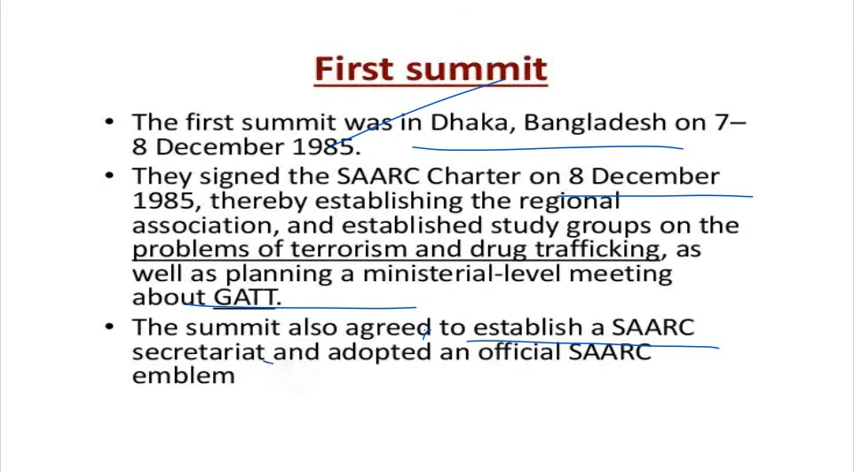 First summit
• The first summit was in Dhaka, Bangladesh on 7–
8 December 1985.
• They signed the SAARC Charter on 8 December
1985, thereby establishing the regional
association, and established study groups on the
problems of terrorism and drug trafficking, as
well as planning a ministerial-level meeting
about GATT.
• The summit also agreed to establish a SAARC
secretariat and adopted an official SAARC
emblem